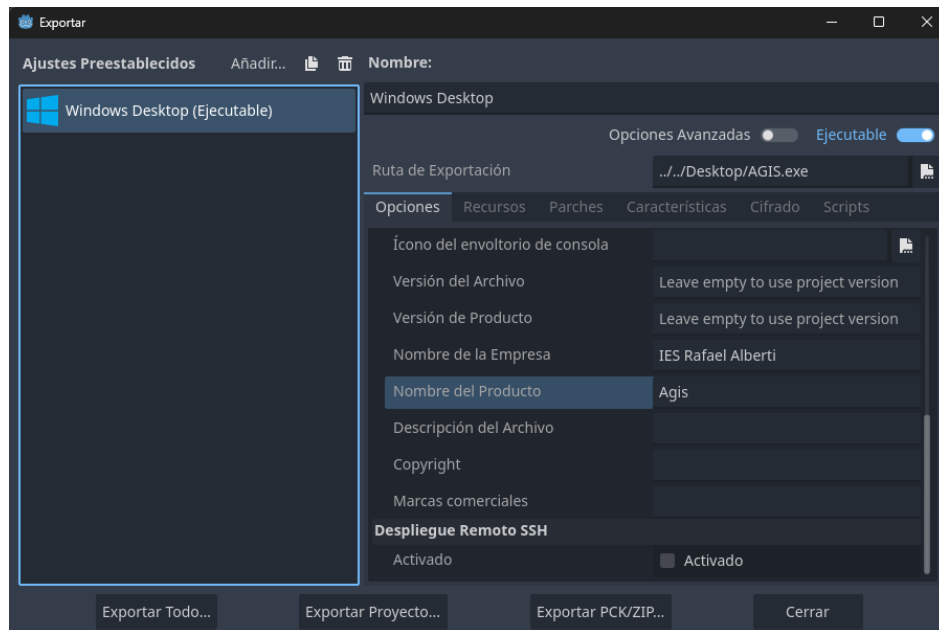 Exportar
Ajustes Preestablecidos Añadir... Nombre:
Windows Desktop (Ejecutable)
Windows Desktop
Opciones Avanzadas Ejecutable
Ruta de Exportación ../../Desktop/AGIS.exe
Opciones Recursos Parches Características Cifrado Scripts
Ícono del envoltorio de consola
Versión del Archivo Leave empty to use project version
Versión de Producto Leave empty to use project version
Nombre de la Empresa IES Rafael Alberti
Nombre del Producto Agis
Descripción del Archivo
Copyright
Marcas comerciales
Despliegue Remoto SSH
Activado Activado
Exportar Todo... Exportar Proyecto... Exportar PCK/ZIP... Cerrar